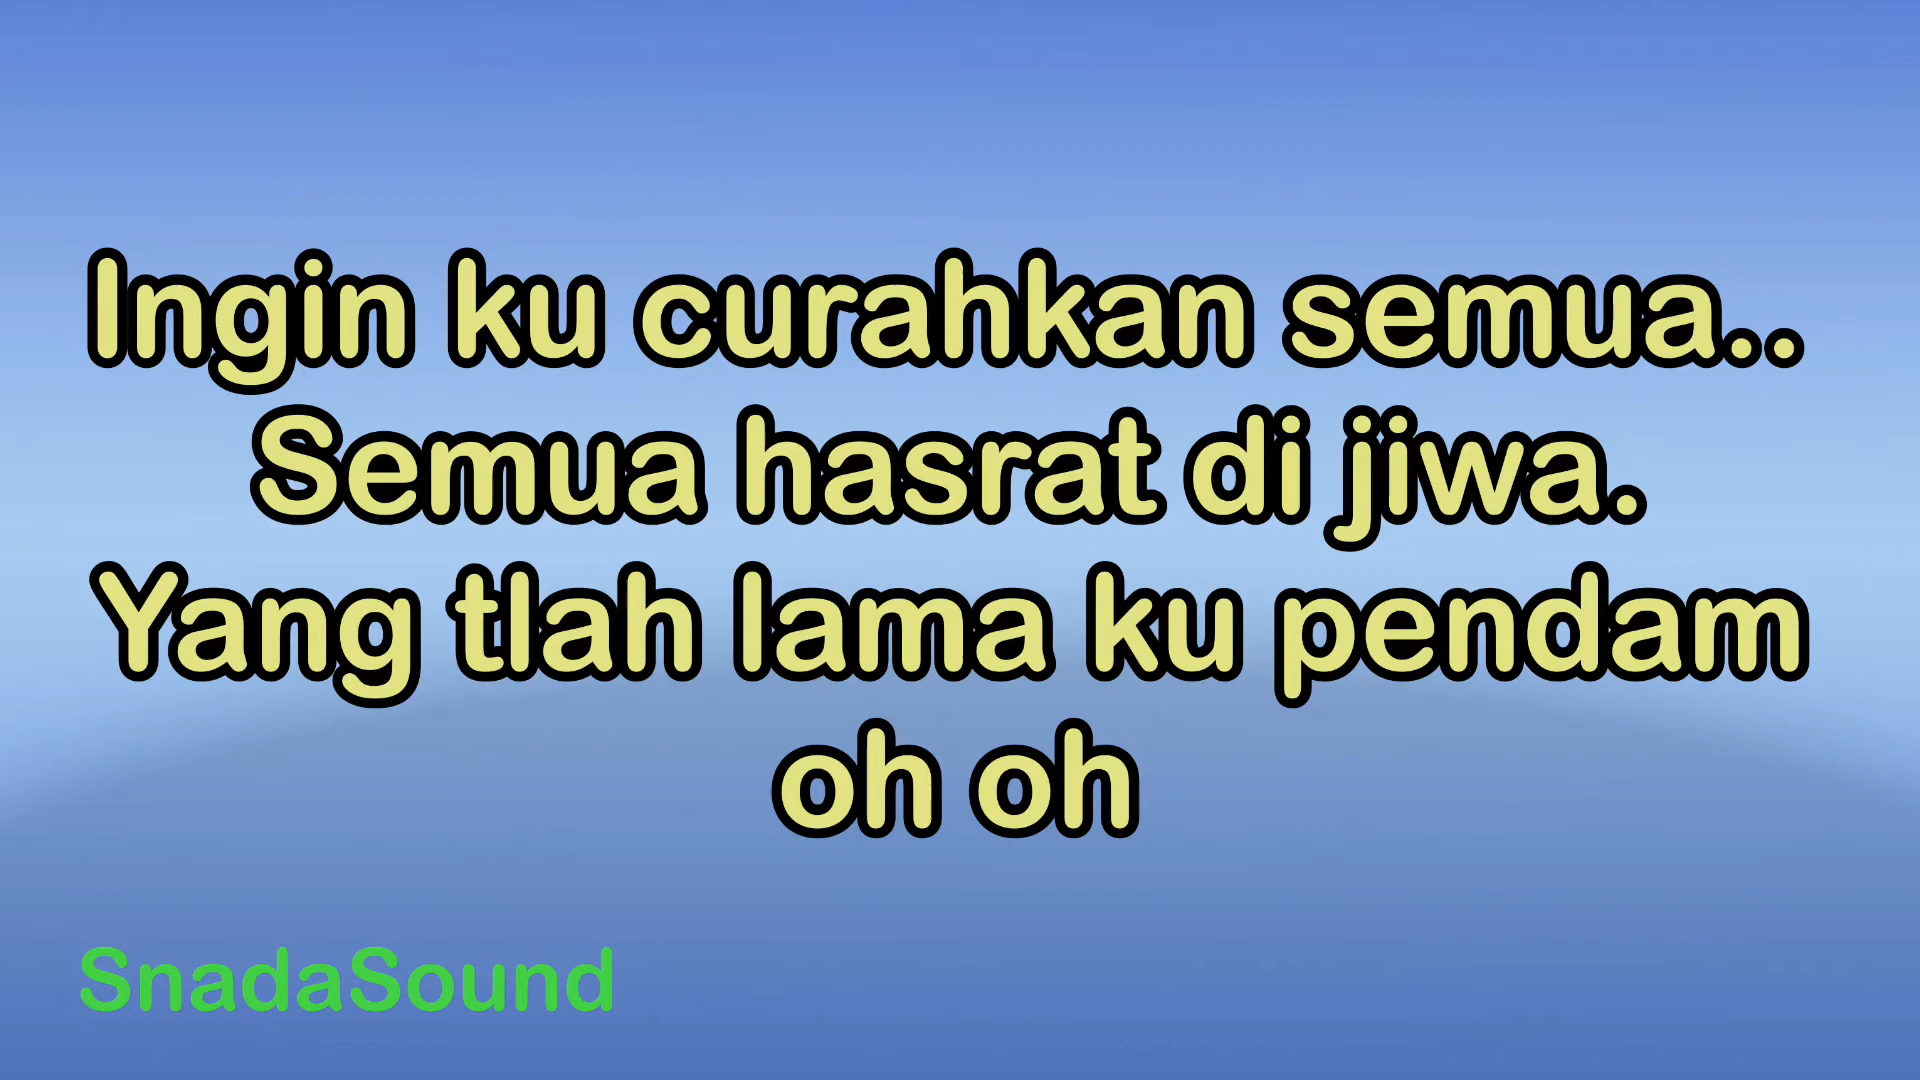 Ingin ku curahkan semua..
Semua hasrat di jiwa.
Yang tlah lama ku pendam
oh oh
SnadaSound